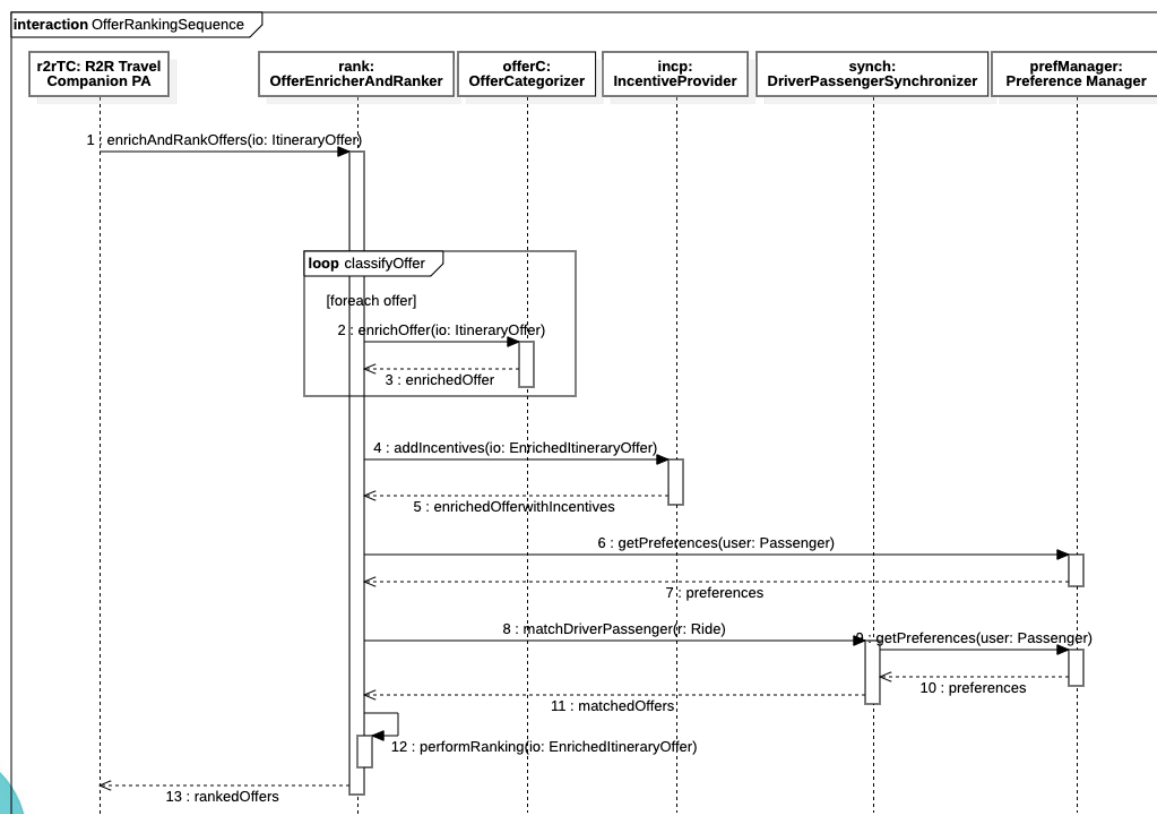 interaction OfferRankingSequence
r2rTC: R2R Travel
Companion PA
rank:
OfferEnricherAndRanker
offerC:
OfferCategorizer
incp:
IncentiveProvider
synch:
DriverPassengerSynchronizer
prefManager:
Preference Manager
1 : enrichAndRankOffers(io: ItineraryOffer)
loop classifyOffer
[foreach offer]
2 : enrichOffer(io: ItineraryOffer)
3 : enrichedOffer
4 : addIncentives(io: EnrichedItineraryOffer)
5 : enrichedOfferwithIncentives
6 : getPreferences(user: Passenger)
7 : preferences
8 : matchDriverPassenger(r: Ride)
9 : getPreferences(user: Passenger)
10 : preferences
11 : matchedOffers
12 : performRanking(io: EnrichedItineraryOffer)
13 : rankedOffers